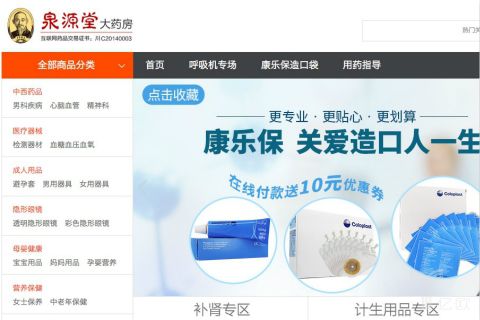 泉源堂大药房
互联网药品交易证书：川C20140003
热门关
全部商品分类
首页 呼吸机专场 康乐保造口袋 用药指导
中西药品
男科疾病 心脑血管 精神科
医疗器械
检测器材 血糖血压血氧
成人用品
避孕套 男用器具 女用器具
隐形眼镜
透明隐形眼镜 彩色隐形眼镜
母婴健康
宝宝用品 妈妈用品 孕婴营养
营养保健
女士保养 中老年保健
点击收藏
更专业·更贴心·更划算
康乐保 关爱造口人一生
在线付款送10元优惠券
Coloplast
Coloplast
补肾专区
计生用品专区